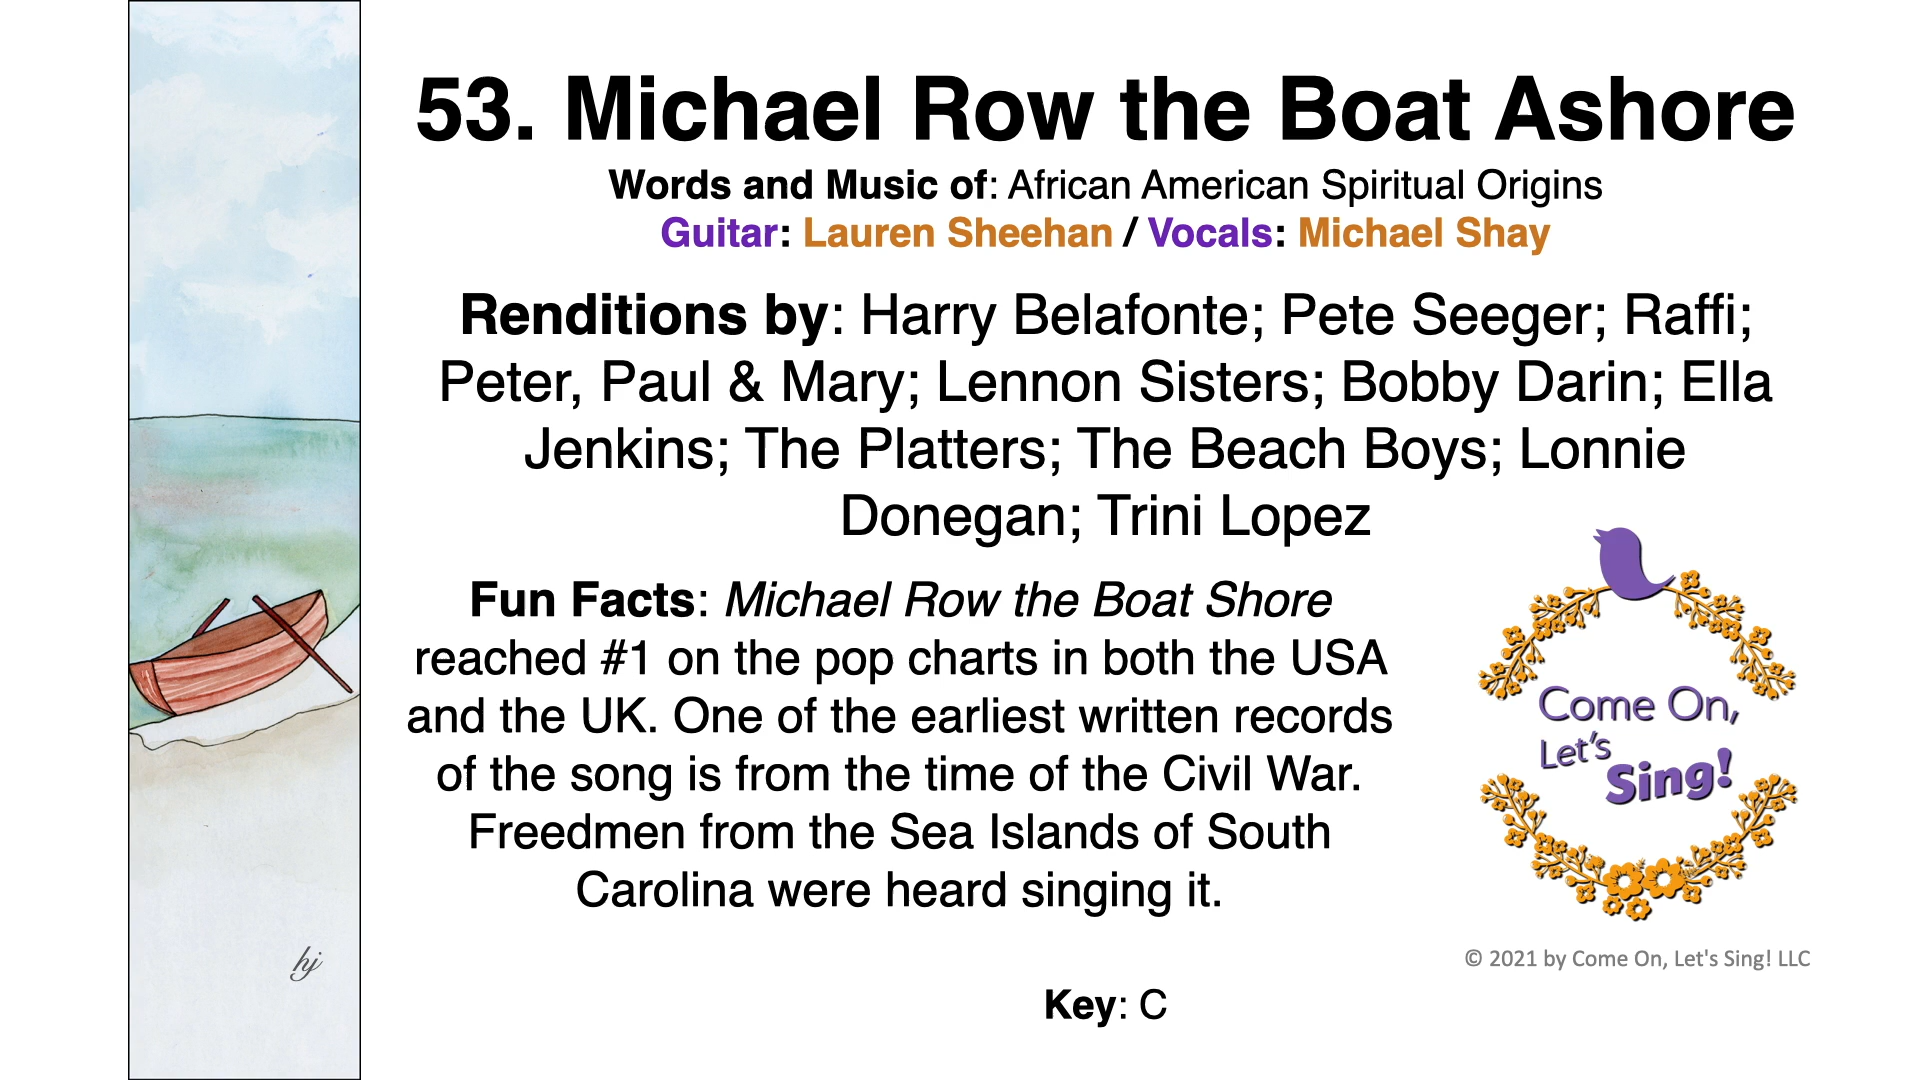 53. Michael Row the Boat Ashore
Words and Music of: African American Spiritual Origins
Guitar: Lauren Sheehan / Vocals: Michael Shay
Renditions by: Harry Belafonte; Pete Seeger; Raffi;
Peter, Paul & Mary; Lennon Sisters; Bobby Darin; Ella
Jenkins; The Platters; The Beach Boys; Lonnie
Donegan; Trini Lopez
Fun Facts: Michael Row the Boat Shore
reached #1 on the pop charts in both the USA
and the UK. One of the earliest written records
of the song is from the time of the Civil War.
Freedmen from the Sea Islands of South
Carolina were heard singing it.
Come On,
Let's
Sing!
hj
© 2021 by Come On, Let's Sing! LLC
Key: C